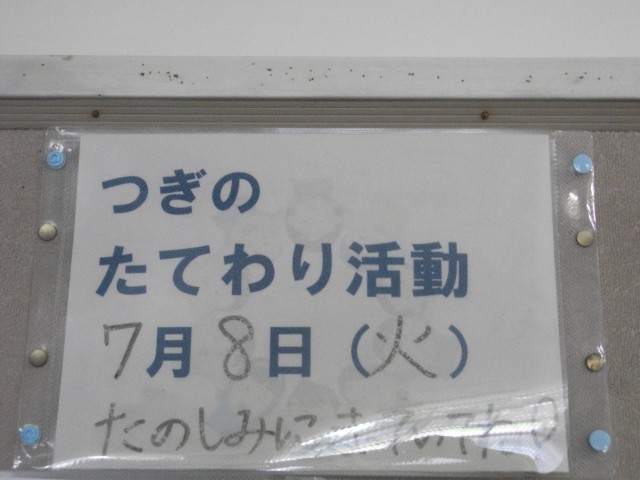 つぎの
たてわり活動
7月8日（火）
たのしみに